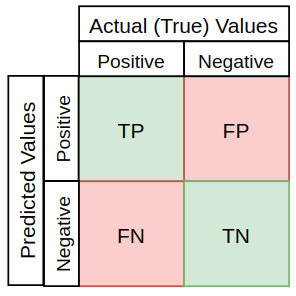 Actual (True) Values
Positive
Negative
Predicted Values
Positive
TP
FP
Negative
FN
TN